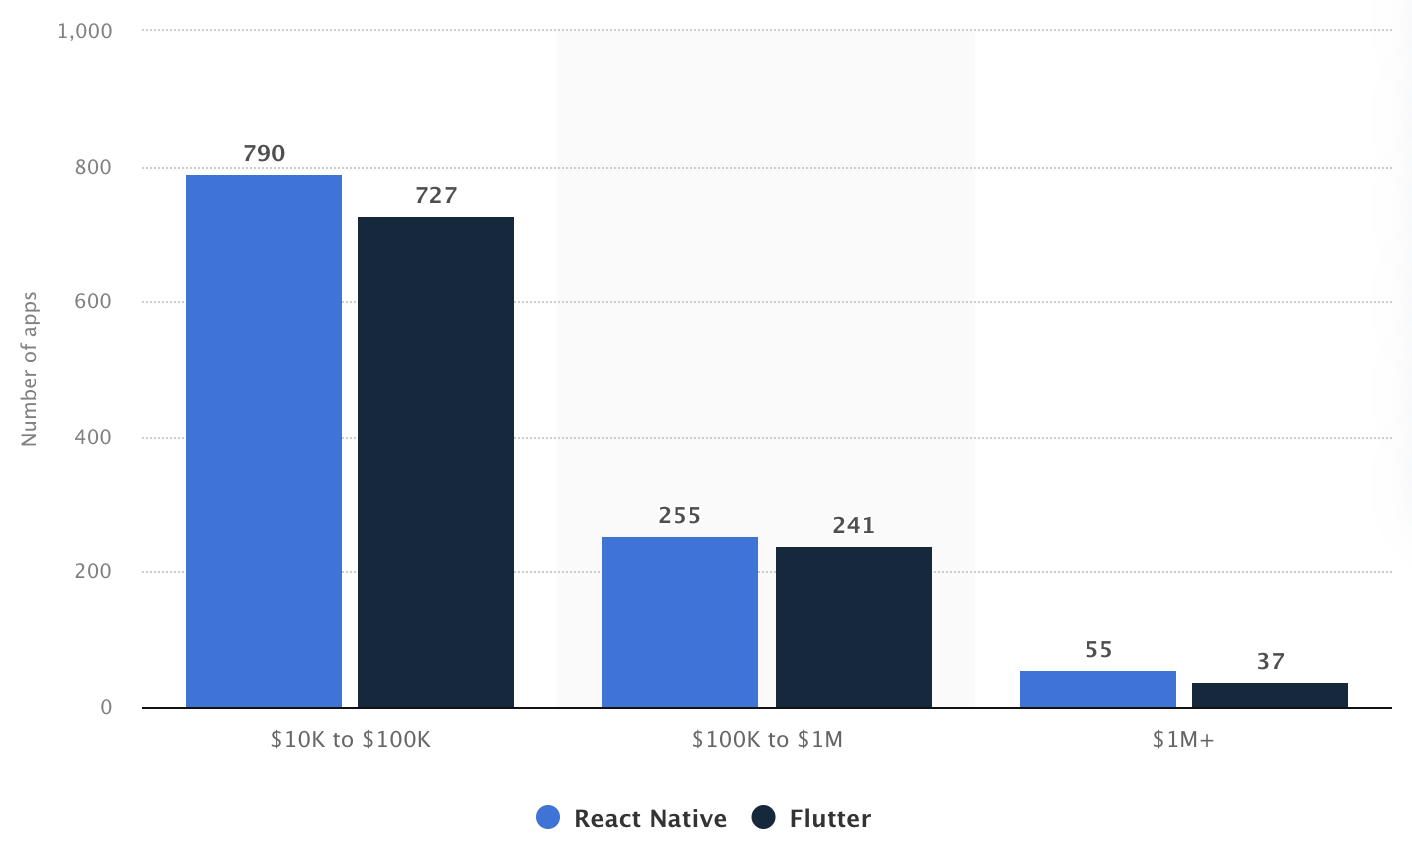 1,000
800
600
400
200
0
Number of apps
790
727
255
241
55
37
$10K to $100K
$100K to $1M
$1M+
React Native
Flutter